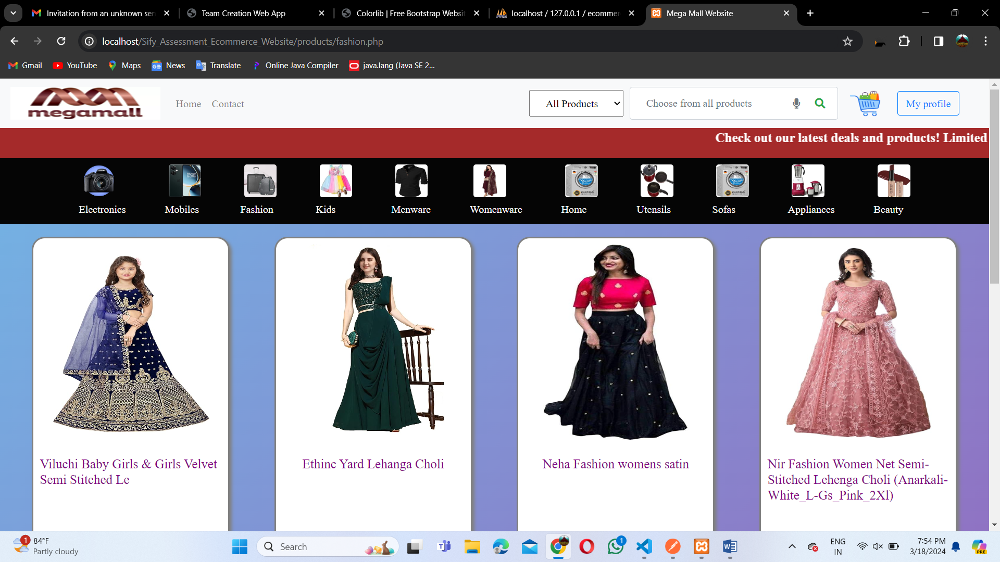 Invitation from an unknown sen
Team Creation Web App
Colorlib | Free Bootstrap Websit
localhost / 127.0.0.1 / ecommer
Mega Mall Website
localhost/Sify_Assessment_Ecommerce_Website/products/fashion.php
Gmail
YouTube
Maps
News
Translate
Online Java Compiler
java.lang (Java SE 2...
megamall
Home
Contact
All Products
Choose from all products
My profile
Check out our latest deals and products! Limited
Electronics
Mobiles
Fashion
Kids
Menware
Womenware
Home
Utensils
Sofas
Appliances
Beauty
Viluchi Baby Girls & Girls Velvet
Semi Stitched Le
Ethinc Yard Lehanga Choli
Neha Fashion womens satin
Nir Fashion Women Net Semi-
Stitched Lehenga Choli (Anarkali-
White_L-Gs_Pink_2Xl)
1
84°F
Partly cloudy
Search
1
ENG
IN
7:54 PM
3/18/2024
PRE